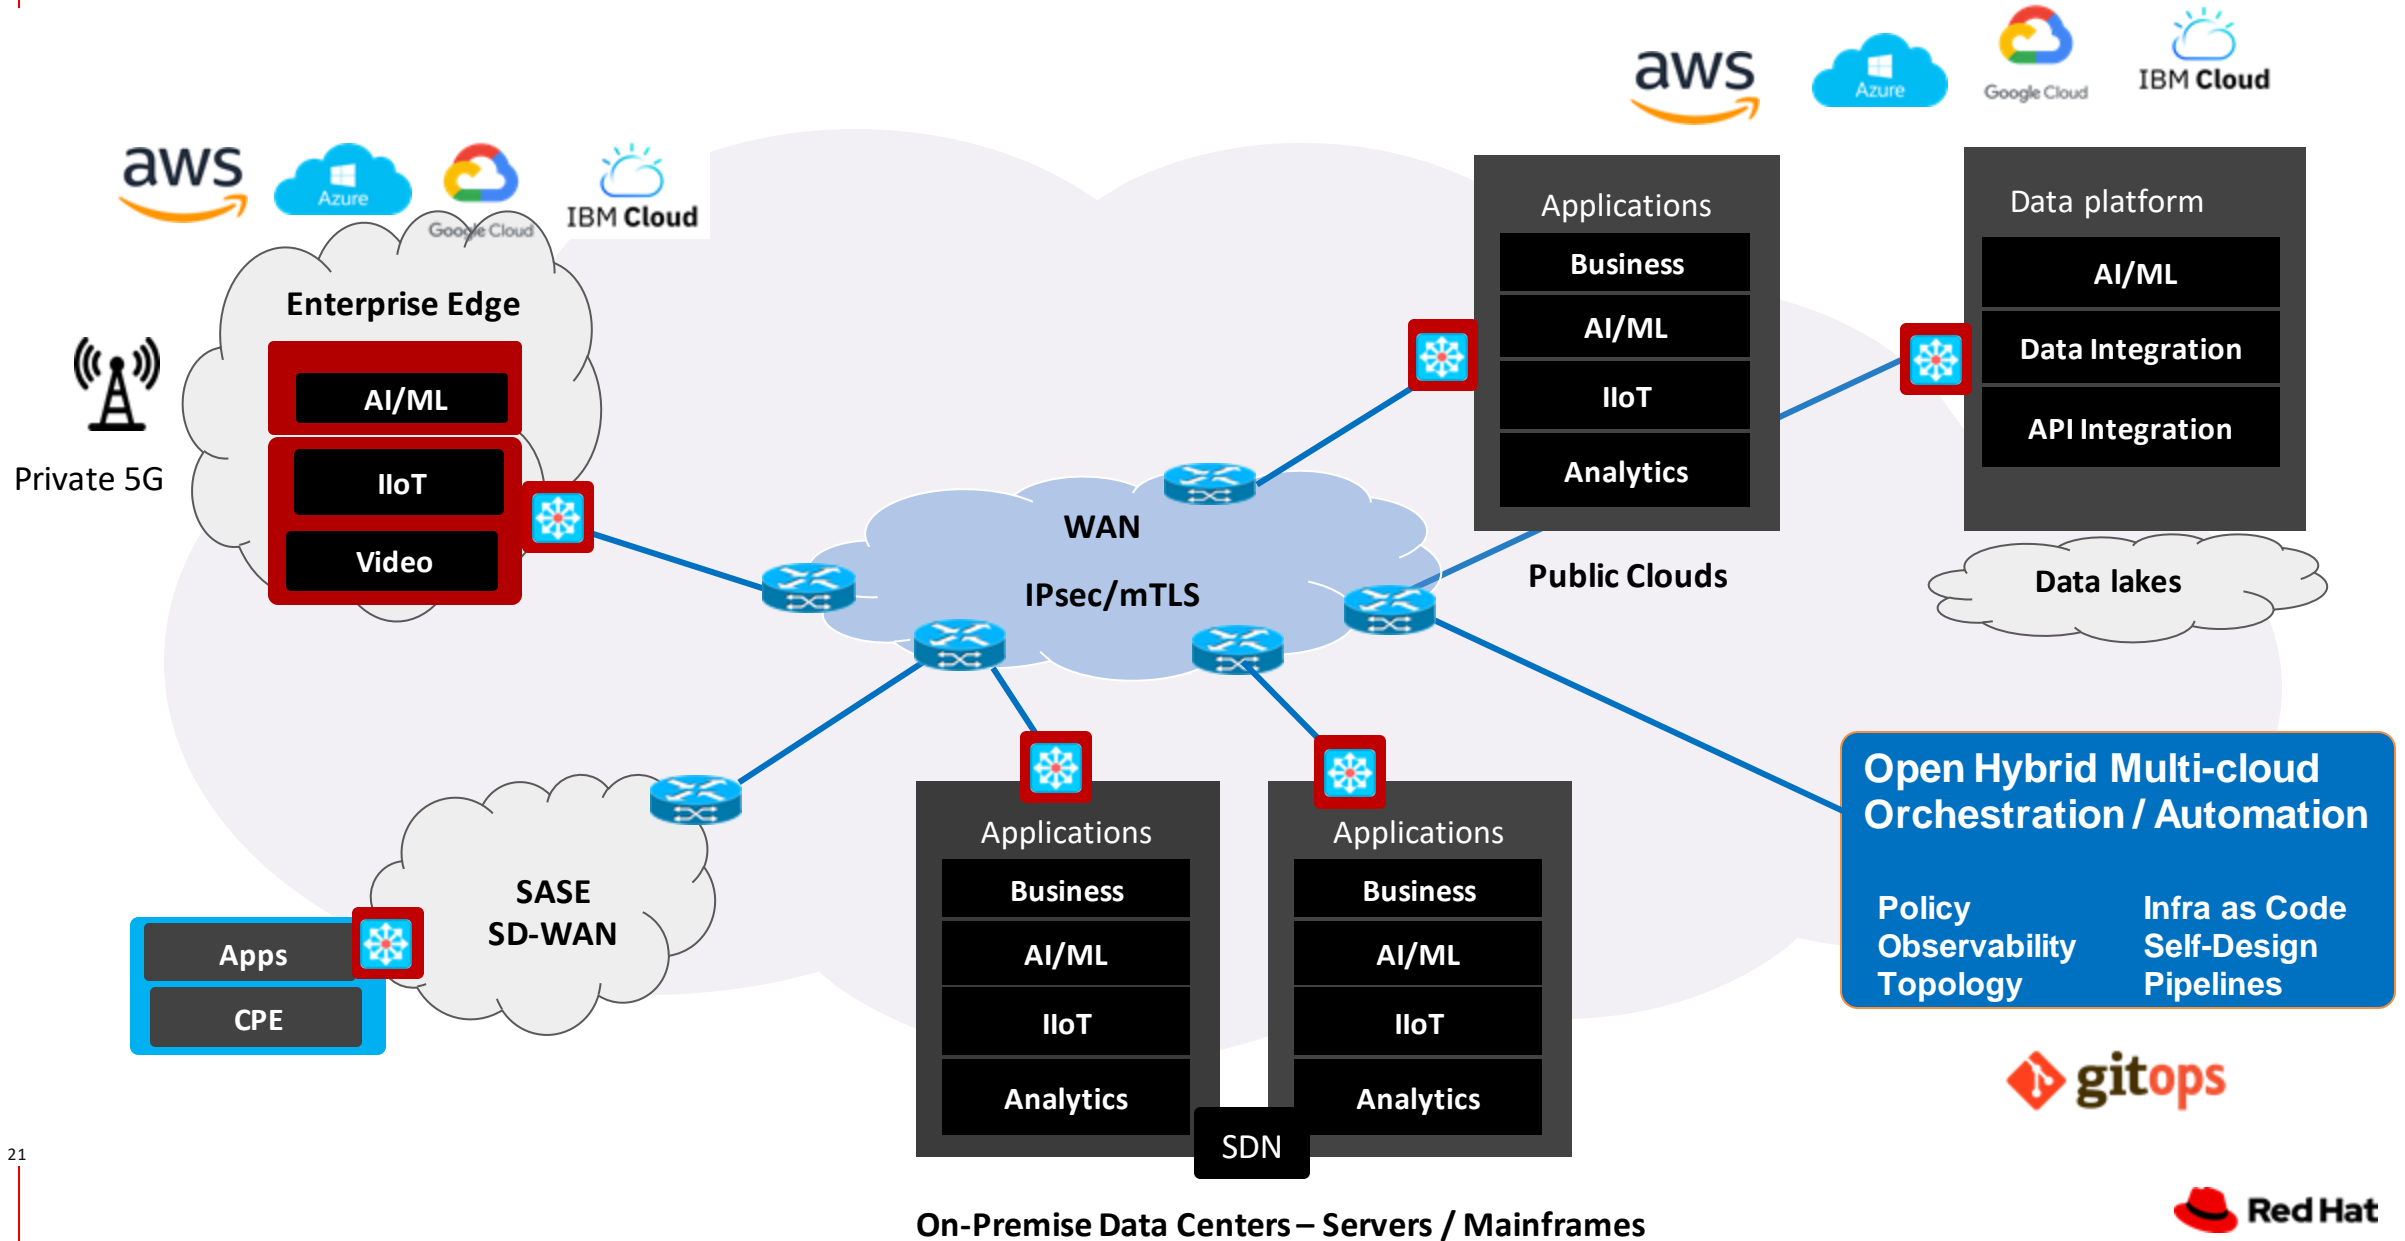 aws
Azure
Google Cloud
IBM Cloud
aws
Azure
Google Cloud
IBM Cloud
Enterprise Edge
AI/ML
IIoT
Video
Private 5G
Applications
Business
AI/ML
IIoT
Analytics
Public Clouds
Data platform
AI/ML
Data Integration
API Integration
Data lakes
WAN
IPsec/mTLS
SASE
SD-WAN
Apps
CPE
Applications
Business
AI/ML
IIoT
Analytics
Applications
Business
AI/ML
IIoT
Analytics
SDN
On-Premise Data Centers – Servers / Mainframes
Open Hybrid Multi-cloud
Orchestration / Automation
Policy
Observability
Topology
Infra as Code
Self-Design
Pipelines
gitops
Red Hat
21